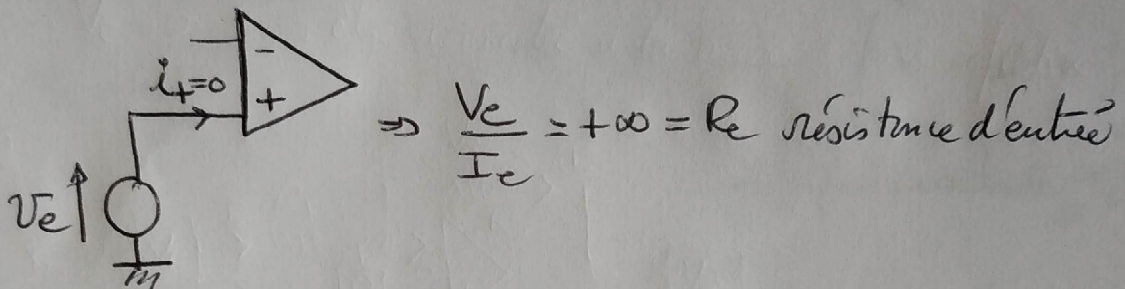 -
i₊=0
+
⇒ Ve/Ie = +∞ = Re résistance d'entrée
Ve
m